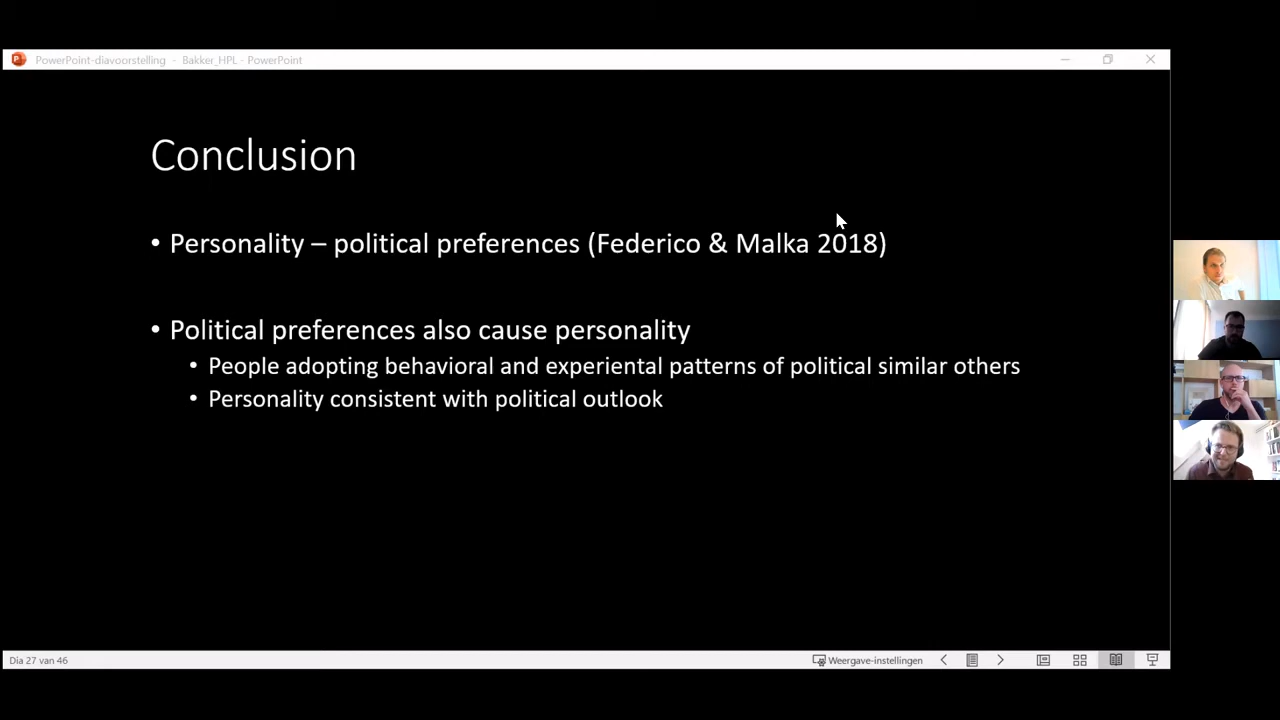 PowerPoint-diavoorstelling - Bakker_HPL - PowerPoint
Conclusion
• Personality – political preferences (Federico & Malka 2018)
• Political preferences also cause personality
• People adopting behavioral and experiental patterns of political similar others
• Personality consistent with political outlook
Dia 27 van 46
Weergave-instellingen